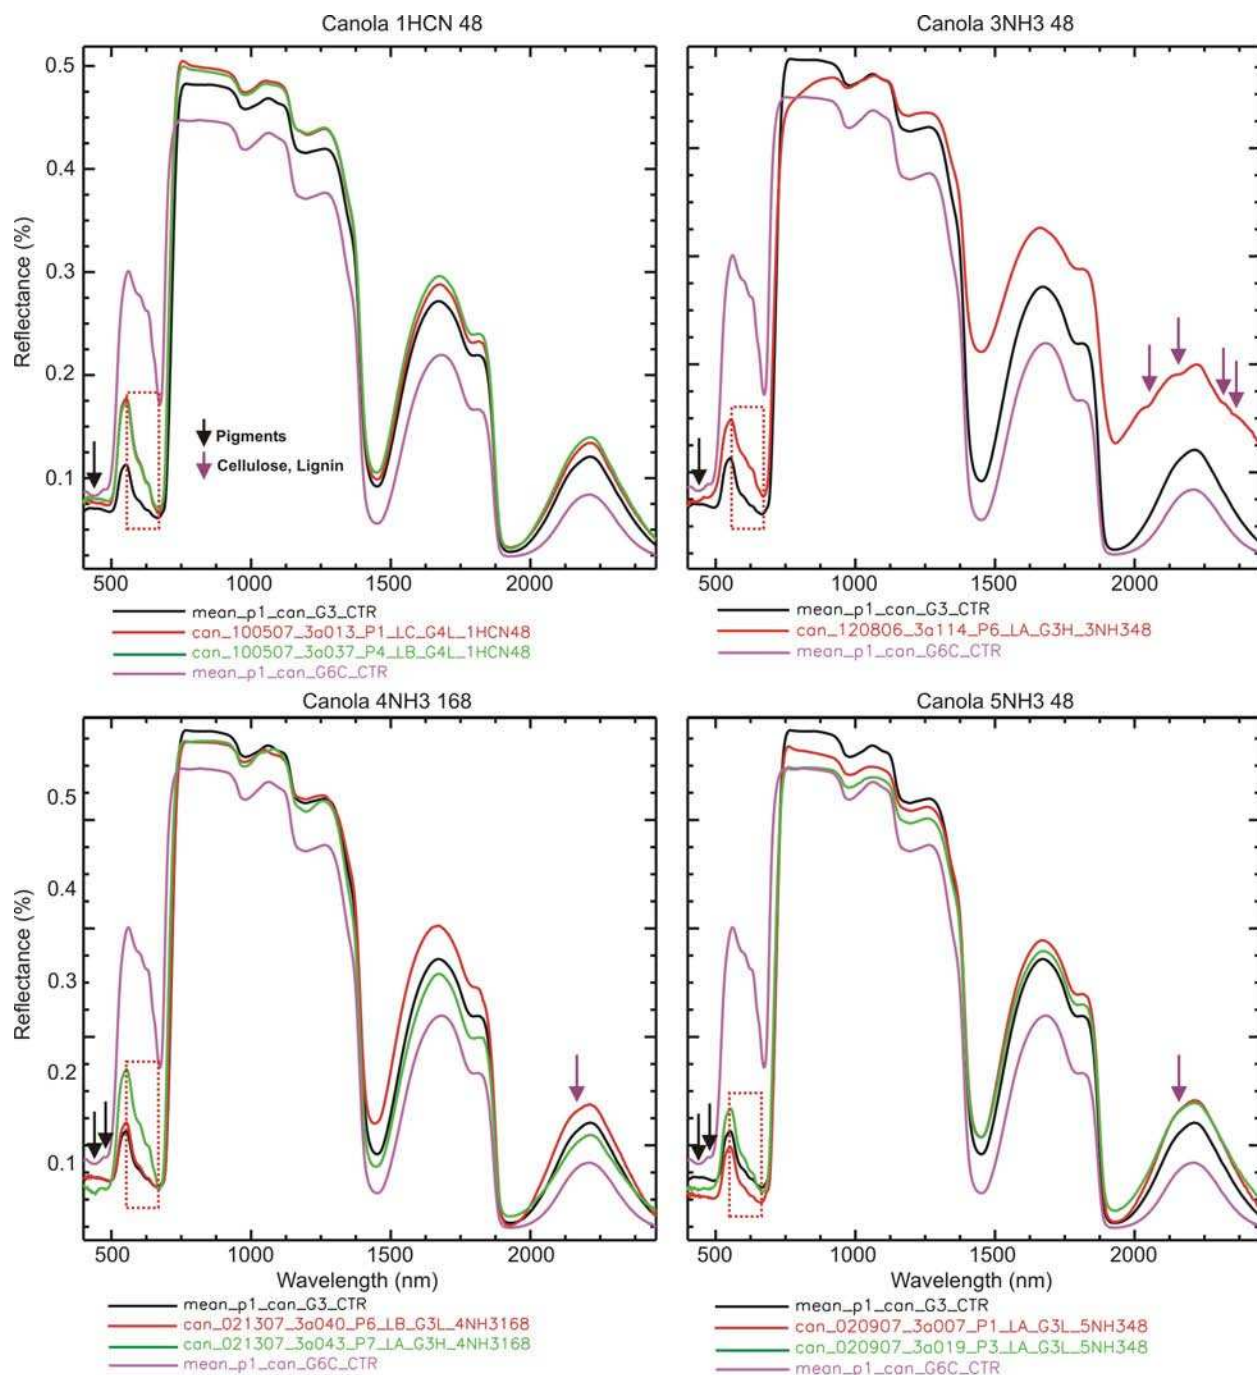 Canola 1HCN 48
Canola 3NH3 48
0.5
0.4
0.3
0.2
0.1
Reflectance (%)
Pigments
Cellulose, Lignin
500 1000 1500 2000
500 1000 1500 2000
mean_p1_can_G3_CTR
can_100507_3a013_P1_LC_G4L_1HCN48
can_100507_3a037_P4_LB_G4L_1HCN48
mean_p1_can_G6C_CTR
mean_p1_can_G3_CTR
can_120806_3a114_P6_LA_G3H_3NH348
mean_p1_can_G6C_CTR
Canola 4NH3 168
Canola 5NH3 48
0.5
0.4
0.3
0.2
0.1
Reflectance (%)
500 1000 1500 2000
500 1000 1500 2000
Wavelength (nm)
Wavelength (nm)
mean_p1_can_G3_CTR
can_021307_3a040_P6_LB_G3L_4NH3168
can_021307_3a043_P7_LA_G3H_4NH3168
mean_p1_can_G6C_CTR
mean_p1_can_G3_CTR
can_020907_3a007_P1_LA_G3L_5NH348
can_020907_3a019_P3_LA_G3L_5NH348
mean_p1_can_G6C_CTR